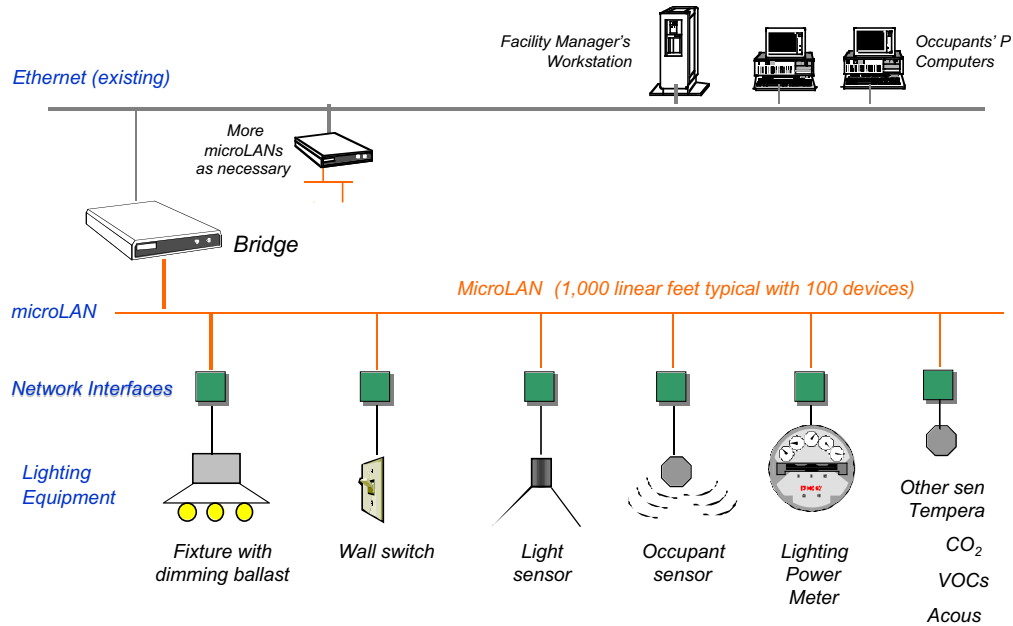 Facility Manager's
Workstation
Occupants' P
Computers
Ethernet (existing)
More
microLANs
as necessary
Bridge
MicroLAN (1,000 linear feet typical with 100 devices)
microLAN
Network Interfaces
Lighting
Equipment
Fixture with
dimming ballast
Wall switch
Light
sensor
Occupant
sensor
Lighting
Power
Meter
Other sen
Tempera
CO₂
VOCs
Acous